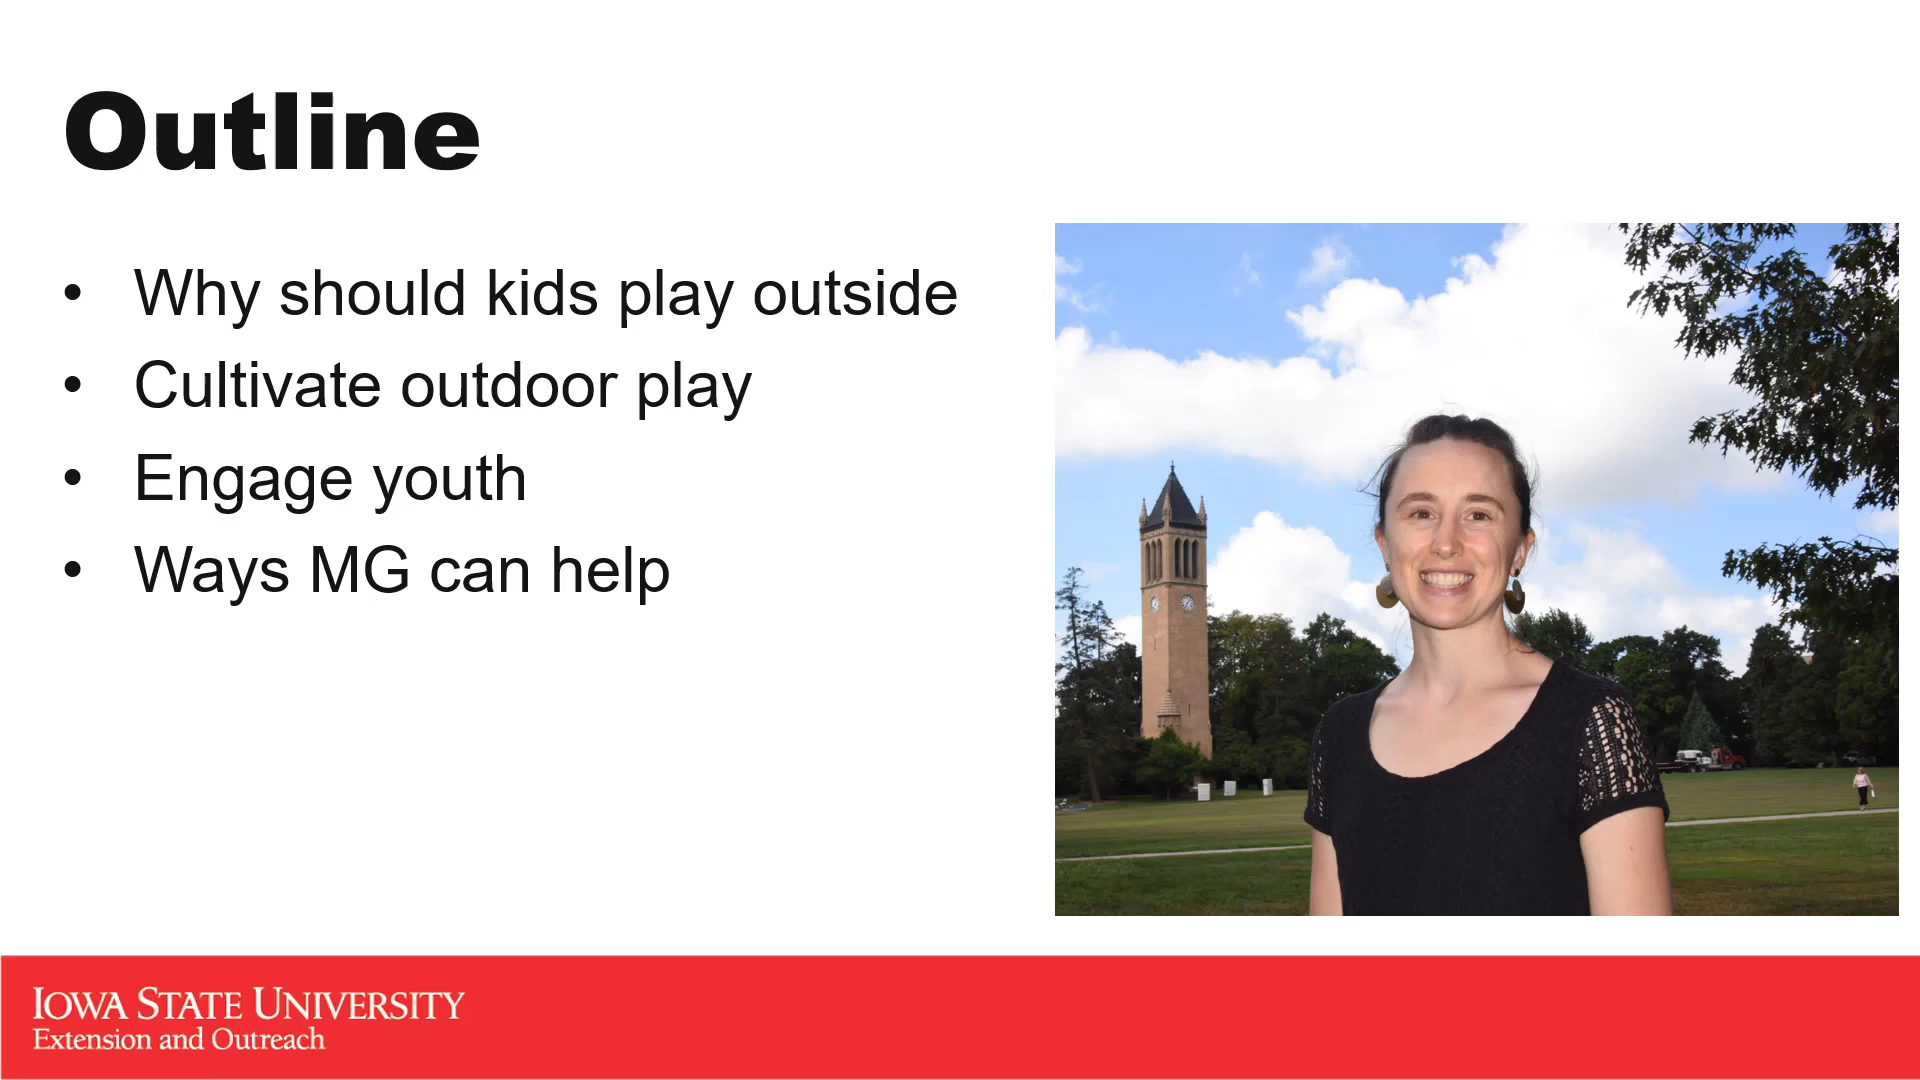 Outline
• Why should kids play outside
• Cultivate outdoor play
• Engage youth
• Ways MG can help
IOWA STATE UNIVERSITY
Extension and Outreach